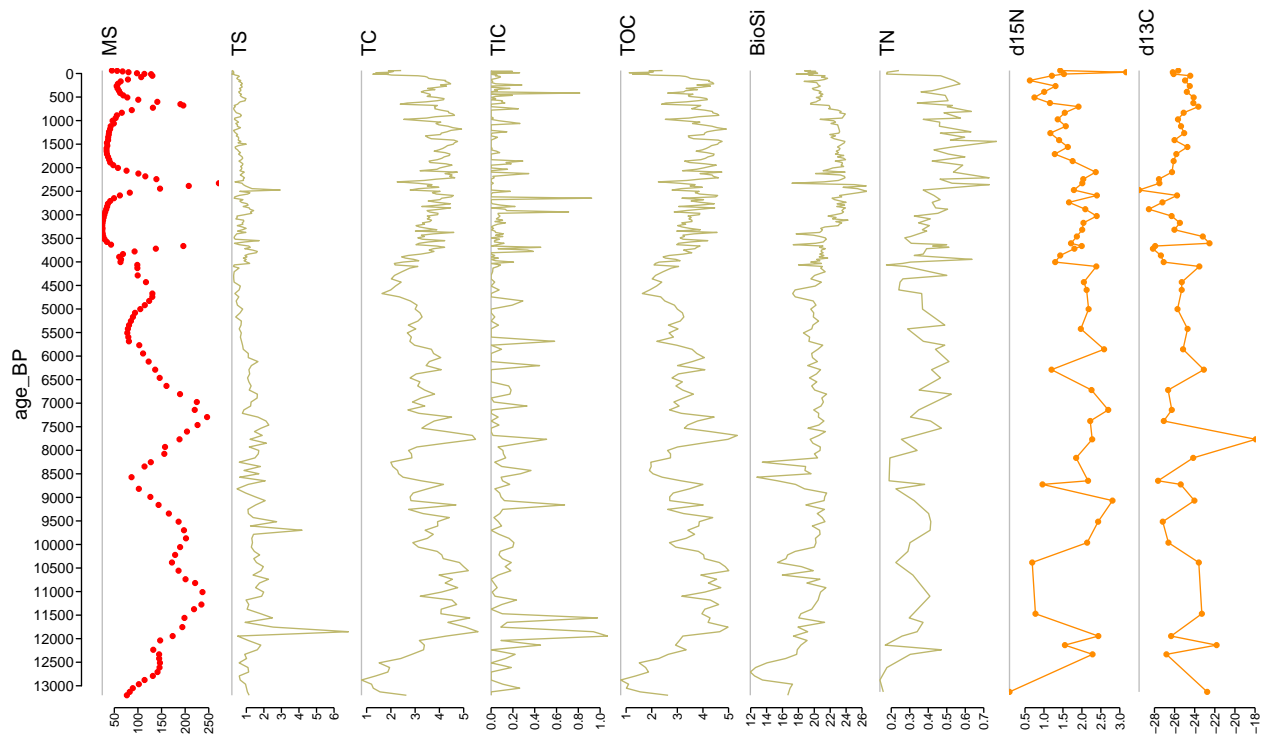 MS
TS
TC
TIC
TOC
BioSi
TN
d15N
d13C
age_BP
0
500
1000
1500
2000
2500
3000
3500
4000
4500
5000
5500
6000
6500
7000
7500
8000
8500
9000
9500
10000
10500
11000
11500
12000
12500
13000
50 100 150 200 250
1 2 3 4 5 6
1 2 3 4 5
0.0 0.2 0.4 0.6 0.8 1.0
1 2 3 4 5
12 14 16 18 20 22 24 26
0.2 0.3 0.4 0.5 0.6 0.7
0.5 1.0 1.5 2.0 2.5 3.0
-28 -26 -24 -22 -20 -18